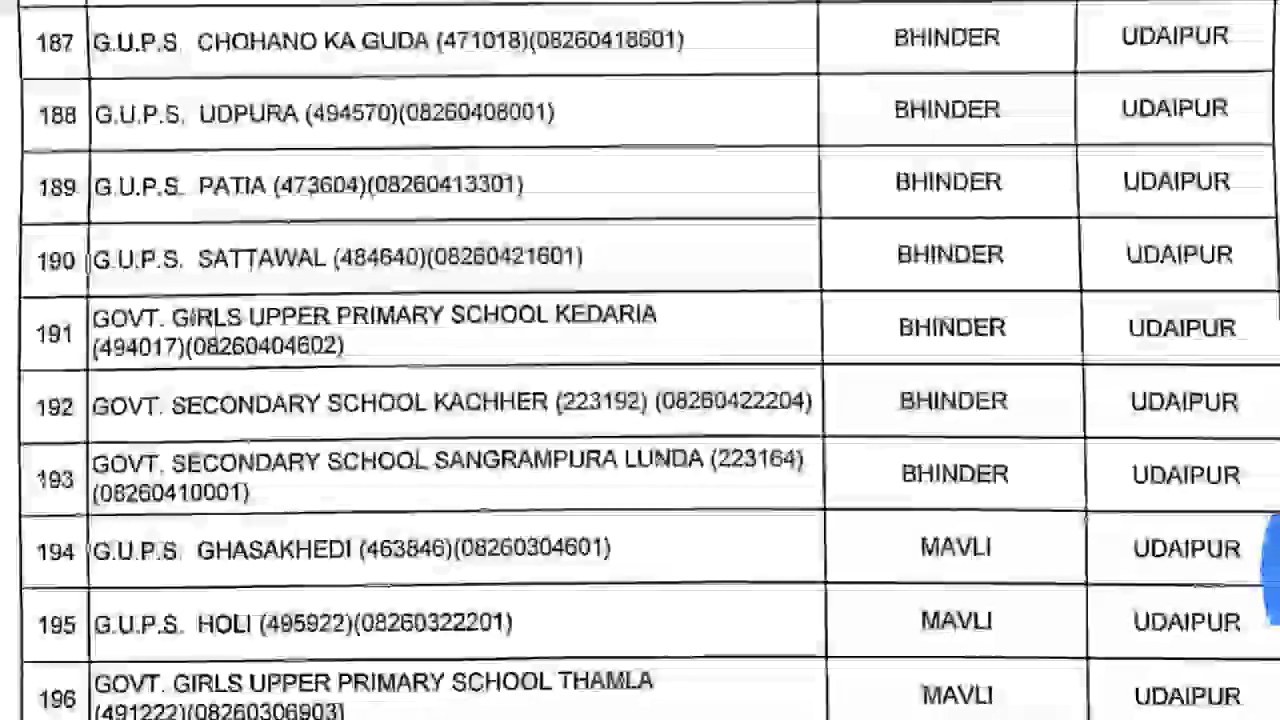 187 G.U.P.S. CHOHANO KA GUDA (471018)(08260418601) BHINDER UDAIPUR
188 G.U.P.S. UDPURA (494570)(08260408001) BHINDER UDAIPUR
189 G.U.P.S. PATIA (473604)(08260413301) BHINDER UDAIPUR
190 G.U.P.S. SATTAWAL (484640)(08260421601) BHINDER UDAIPUR
191 GOVT. GIRLS UPPER PRIMARY SCHOOL KEDARIA BHINDER UDAIPUR
(494017)(08260404602)
192 GOVT. SECONDARY SCHOOL KACHHER (223192) (08260422204) BHINDER UDAIPUR
193 GOVT. SECONDARY SCHOOL SANGRAMPURA LUNDA (223164) BHINDER UDAIPUR
(08260410001)
194 G.U.P.S. GHASAKHEDI (463846)(08260304601) MAVLI UDAIPUR
195 G.U.P.S. HOLI (495922)(08260322201) MAVLI UDAIPUR
196 GOVT. GIRLS UPPER PRIMARY SCHOOL THAMLA MAVLI UDAIPUR
(491222)(08260306903)